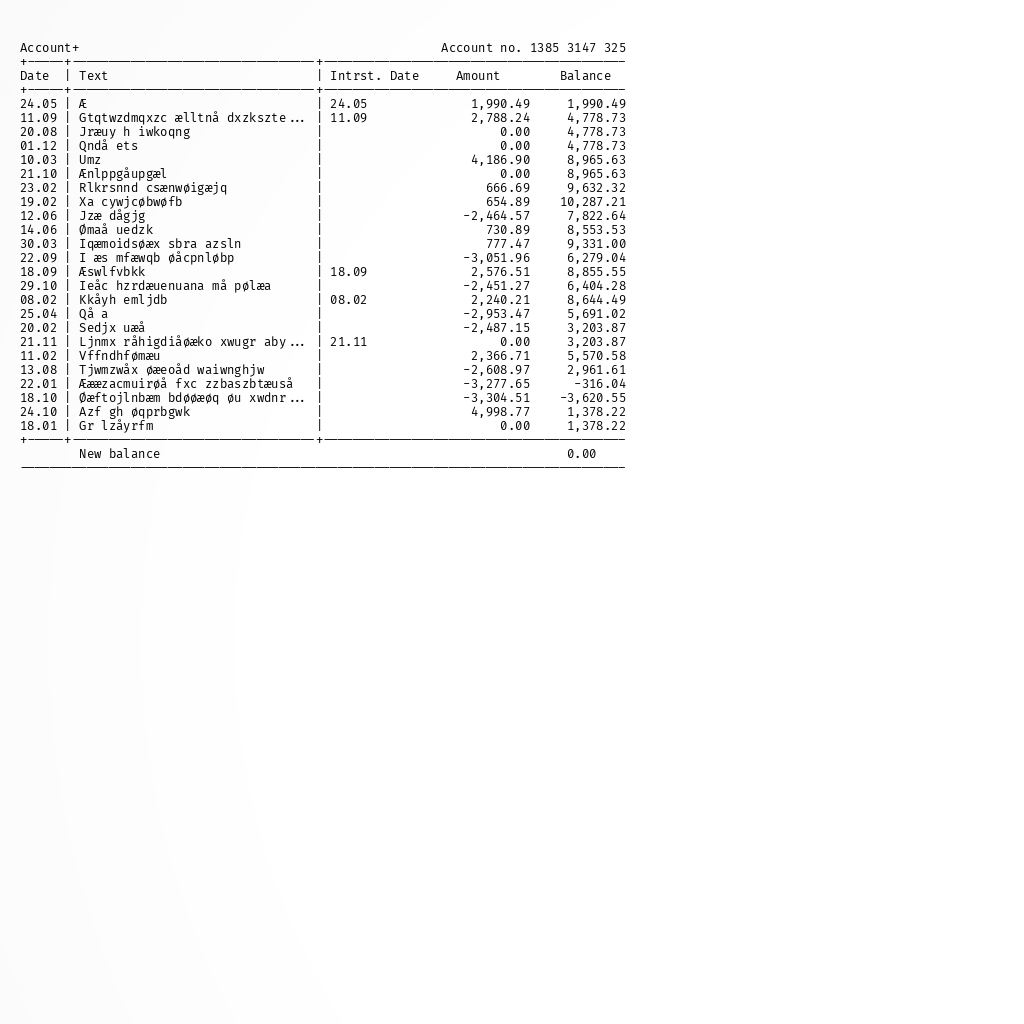 Account+ Account no. 1385 3147 325
Date | Text | Intrst. Date Amount Balance
24.05 | Æ | 24.05 1,990.49 1,990.49
11.09 | Gtqtwzdmqxzc ælltnå dxzkszte... | 11.09 2,788.24 4,778.73
20.08 | Jræuy h iwkoqng | 0.00 4,778.73
01.12 | Qndå ets | 0.00 4,778.73
10.03 | Umz | 4,186.90 8,965.63
21.10 | Ænlppgåupgæl | 0.00 8,965.63
23.02 | Rlkrsnnd csænwøigæjq | 666.69 9,632.32
19.02 | Xa cywjcøbwøfb | 654.89 10,287.21
12.06 | Jzæ dågjg | -2,464.57 7,822.64
14.06 | Ømaå uedzk | 730.89 8,553.53
30.03 | Iqæmoidsøæx sbra azsln | 777.47 9,331.00
22.09 | I æs mfæwqb øåcpnløbp | -3,051.96 6,279.04
18.09 | Æswlfvbkk | 18.09 2,576.51 8,855.55
29.10 | Ieåc hzrdæuenuana må pølæa | -2,451.27 6,404.28
08.02 | Kkåyh emljdb | 08.02 2,240.21 8,644.49
25.04 | Qå a | -2,953.47 5,691.02
20.02 | Sedjx uæå | -2,487.15 3,203.87
21.11 | Ljnmx råhigdiåøæko xwugr aby... | 21.11 0.00 3,203.87
11.02 | Vffndhfømæu | 2,366.71 5,570.58
13.08 | Tjwmzwåx øæeoåd waiwnghjw | -2,608.97 2,961.61
22.01 | Æææzacmuirøå fxc zzbaszbtæuså | -3,277.65 -316.04
18.10 | Øæftojlnbæm bdøøæøq øu xwdnr... | -3,304.51 -3,620.55
24.10 | Azf gh øqprbgwk | 4,998.77 1,378.22
18.01 | Gr lzåyrfm | 0.00 1,378.22
New balance 0.00